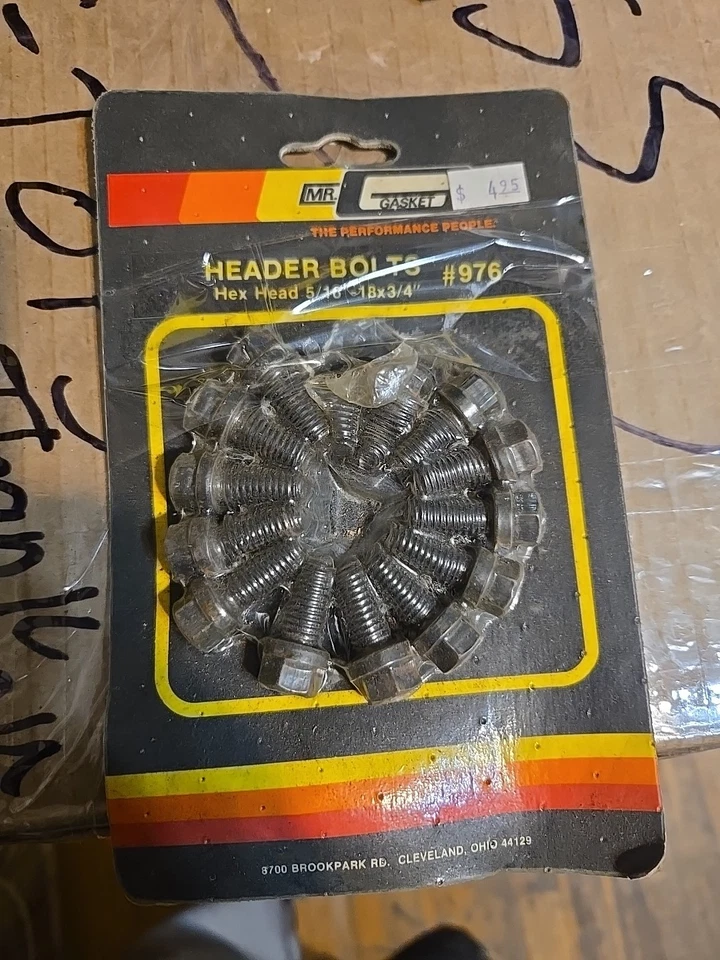 MR. GASKET
$ 4.95
THE PERFORMANCE PEOPLE.
HEADER BOLTS #976
Hex Head 5/16"-18x3/4"
8700 BROOKPARK RD. CLEVELAND, OHIO 44129